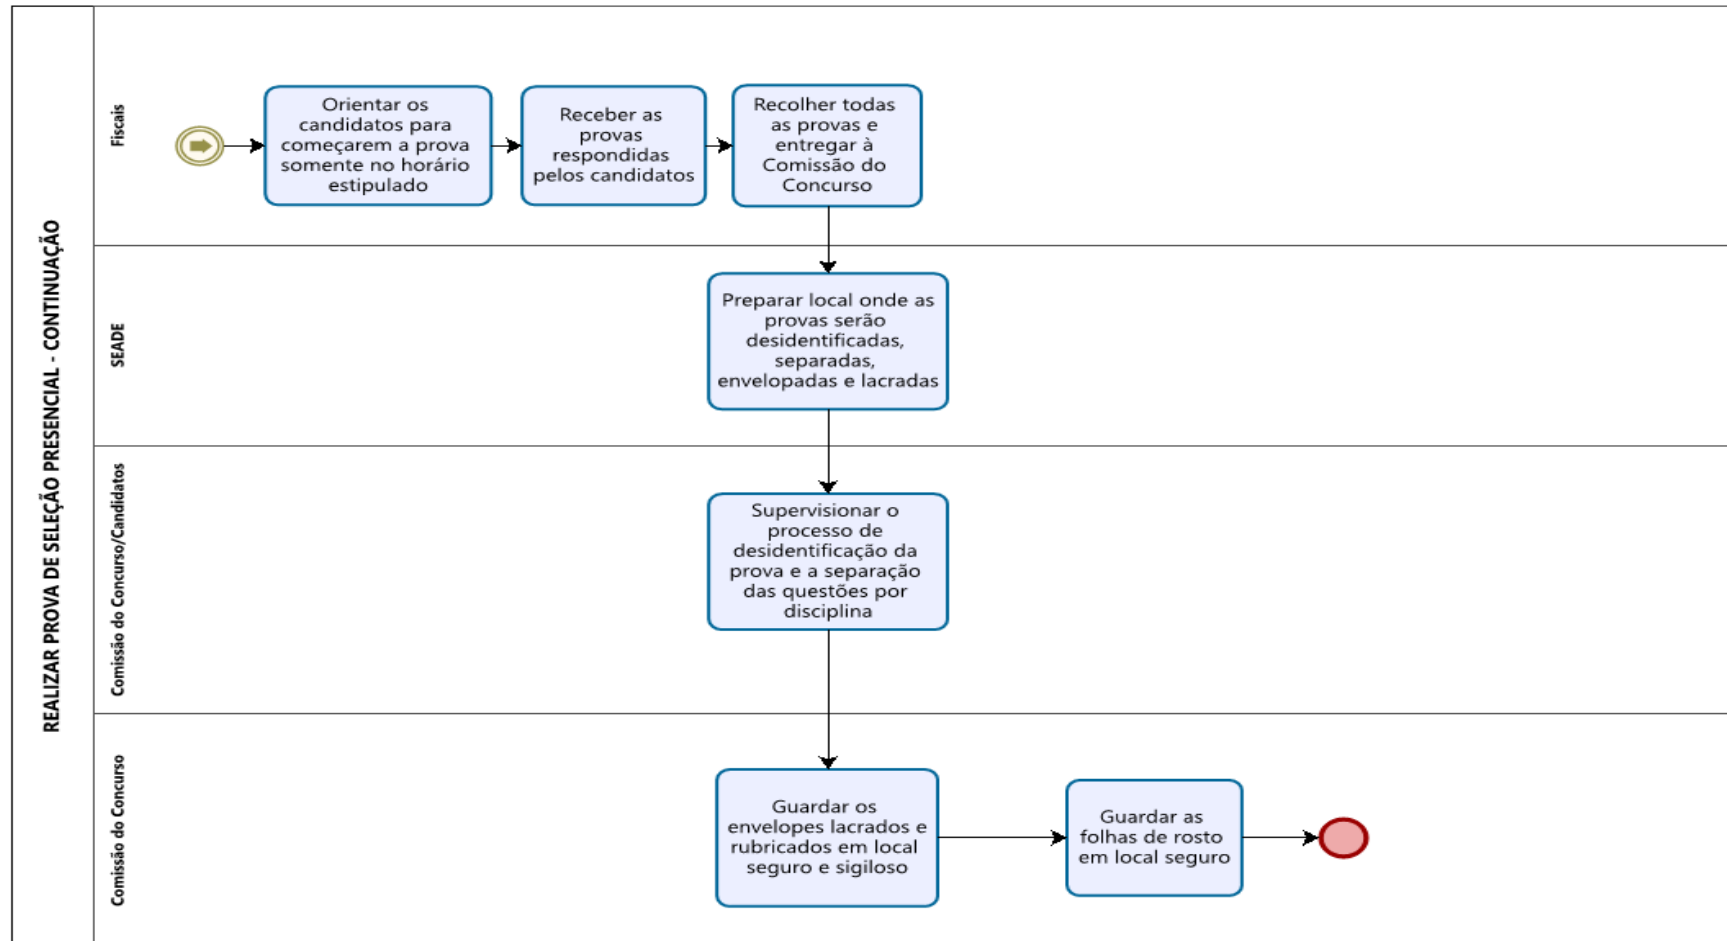 REALIZAR PROVA DE SELEÇÃO PRESENCIAL - CONTINUAÇÃO
Fiscais
Orientar os
candidatos para
começarem a prova
somente no horário
estipulado
Receber as
provas
respondidas
pelos candidatos
Recolher todas
as provas e
entregar à
Comissão do
Concurso
SEADE
Preparar local onde as
provas serão
desidentificadas,
separadas,
envelopadas e lacradas
Comissão do Concurso/Candidatos
Supervisionar o
processo de
desidentificação da
prova e a separação
das questões por
disciplina
Comissão do Concurso
Guardar os
envelopes lacrados e
rubricados em local
seguro e sigiloso
Guardar as
folhas de rosto
em local seguro